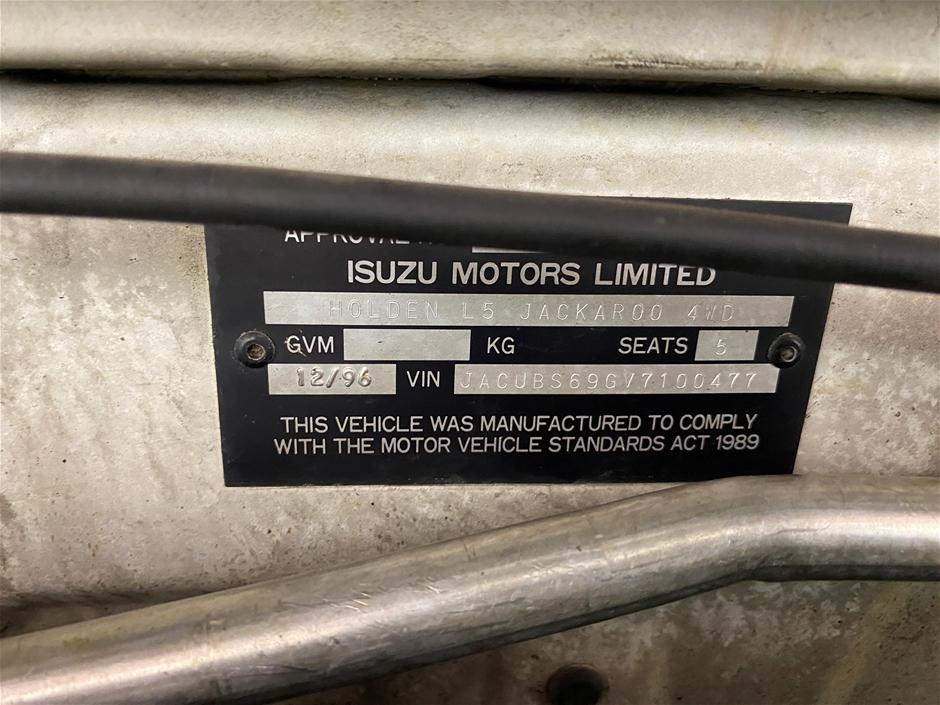 APPROVAL
ISUZU MOTORS LIMITED
HOLDEN L5 JACKAROO 4WD
GVM KG SEATS 5
12/96 VIN JACUBS69GV7100477
THIS VEHICLE WAS MANUFACTURED TO COMPLY
WITH THE MOTOR VEHICLE STANDARDS ACT 1989